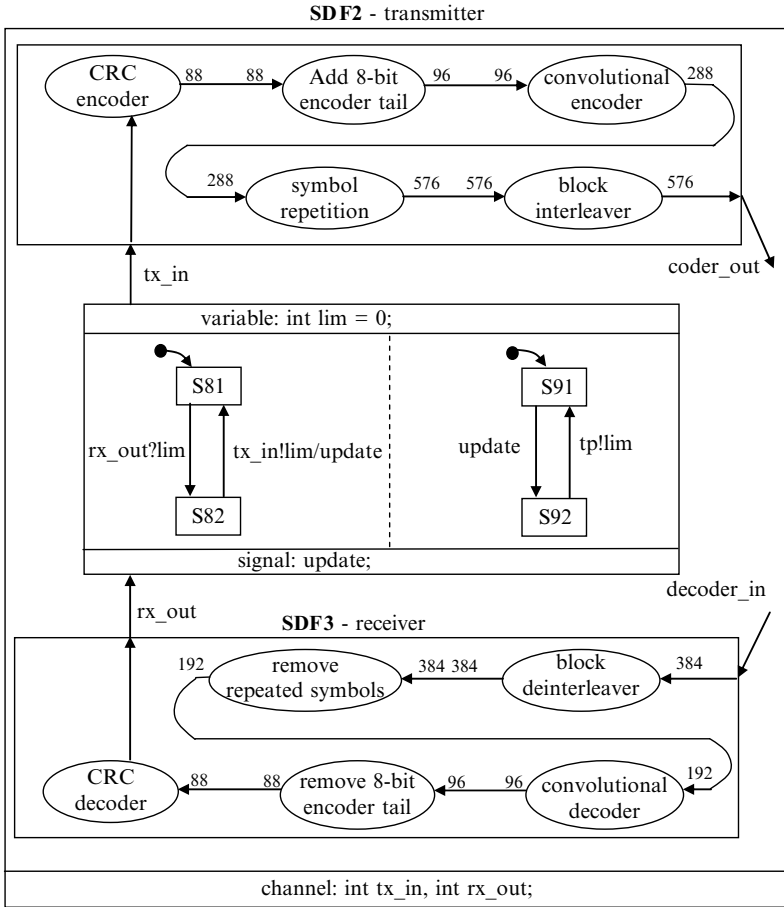 SDF2 - transmitter
CRC encoder
88
88
Add 8-bit encoder tail
96
96
convolutional encoder
288
288
symbol repetition
576
576
block interleaver
576
coder_out
tx_in
variable: int lim = 0;
S81
rx_out?lim
tx_in!lim/update
S82
S91
update
tp!lim
S92
signal: update;
rx_out
decoder_in
SDF3 - receiver
192
remove repeated symbols
384
384
block deinterleaver
384
CRC decoder
88
88
remove 8-bit encoder tail
96
96
convolutional decoder
192
channel: int tx_in, int rx_out;